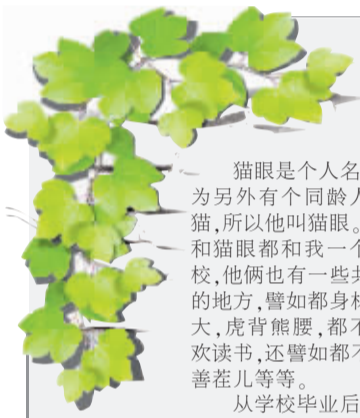 猫眼是个人名
为另外有个同龄人
猫,所以他叫猫眼。
和猫眼都和我一个
校,他俩也有一些共
的地方,譬如都身材
大,虎背熊腰,都不
欢读书,还譬如都不
善茬儿等等。
从学校毕业后